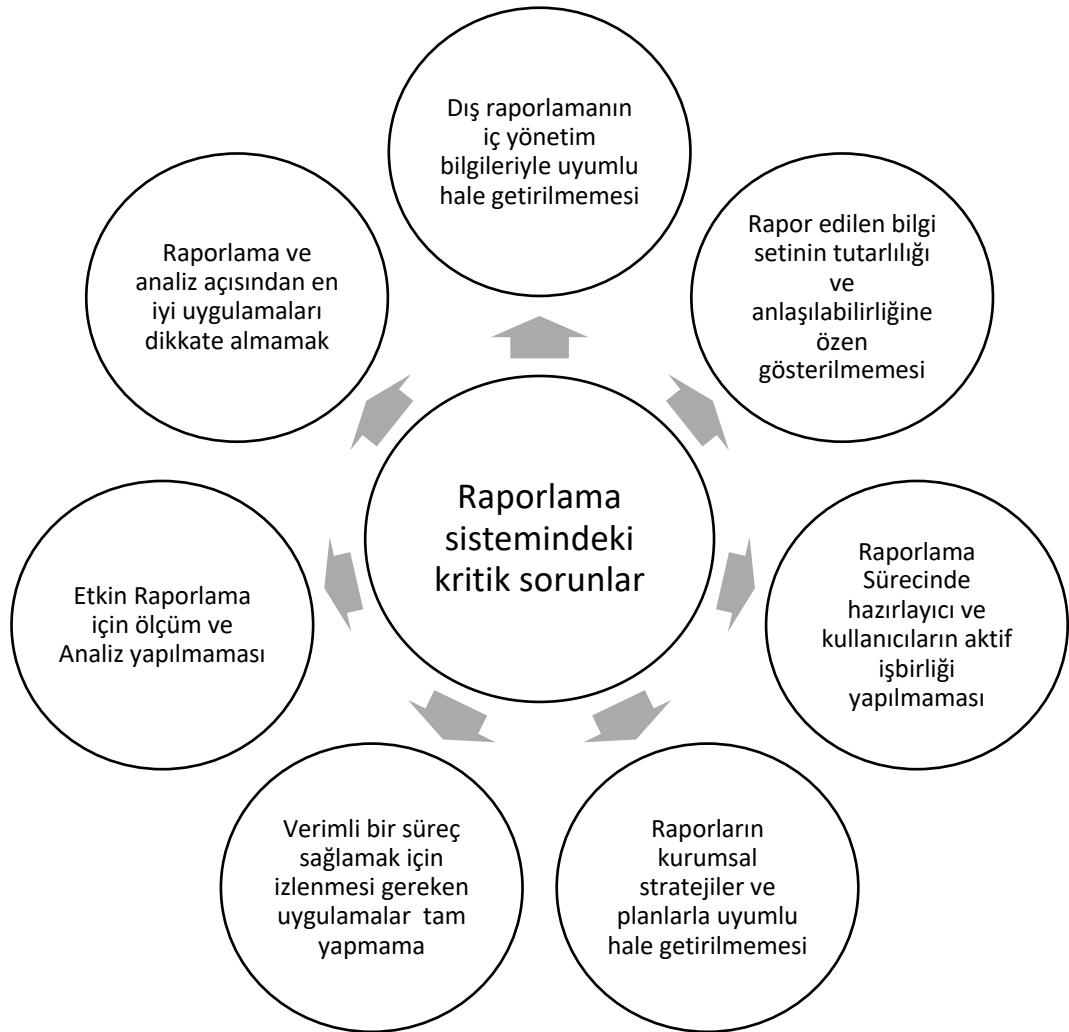 Dış raporlamanın
iç yönetim
bilgileriyle uyumlu
hale getirilmemesi
Rapor edilen bilgi
setinin tutarlılığı
ve
anlaşılabilirliğine
özen
gösterilmemesi
Raporlama
Sürecinde
hazırlayıcı ve
kullanıcıların aktif
işbirliği
yapılmaması
Raporların
kurumsal
stratejiler ve
planlarla uyumlu
hale getirilmemesi
Verimli bir süreç
sağlamak için
izlenmesi gereken
uygulamalar  tam
yapmama
Etkin Raporlama
için ölçüm ve
Analiz yapılmaması
Raporlama ve
analiz açısından en
iyi uygulamaları
dikkate almamak
Raporlama
sistemindeki
kritik sorunlar